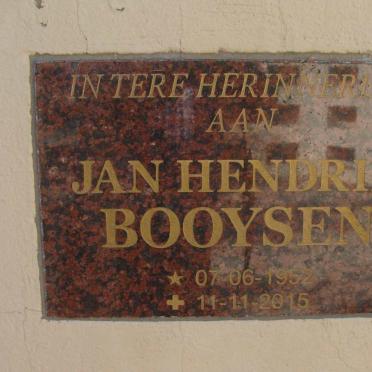 IN TERE HERINNERI
AAN
JAN HENDRI
BOOYSEN
★ 07-06-1952
✚ 11-11-2015